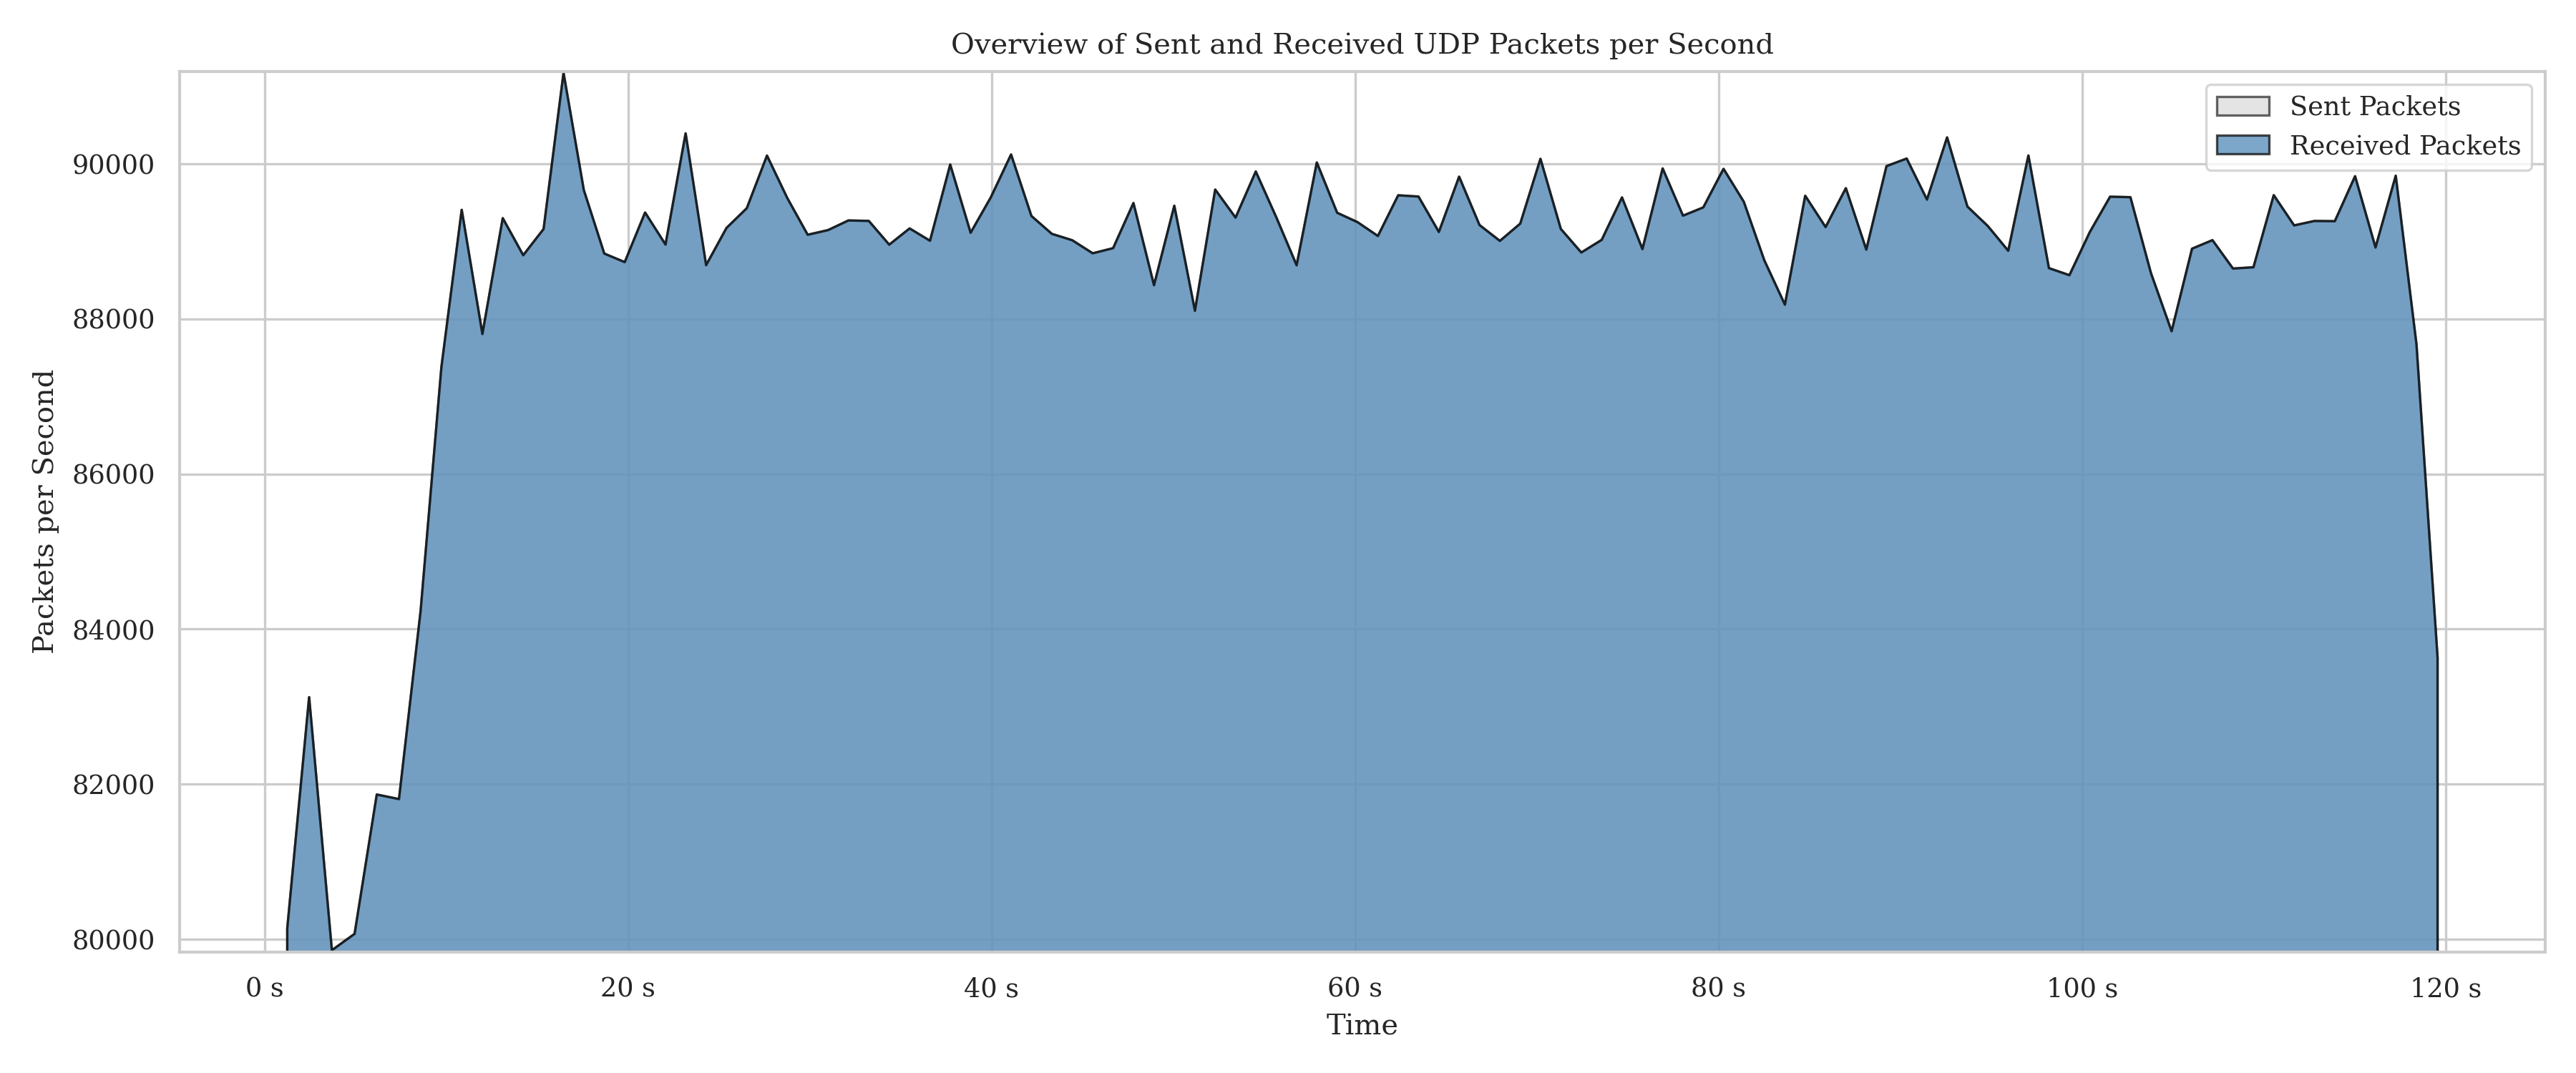 Overview of Sent and Received UDP Packets per Second
Sent Packets
Received Packets
Packets per Second
90000
88000
86000
84000
82000
80000
0 s
20 s
40 s
60 s
80 s
100 s
120 s
Time